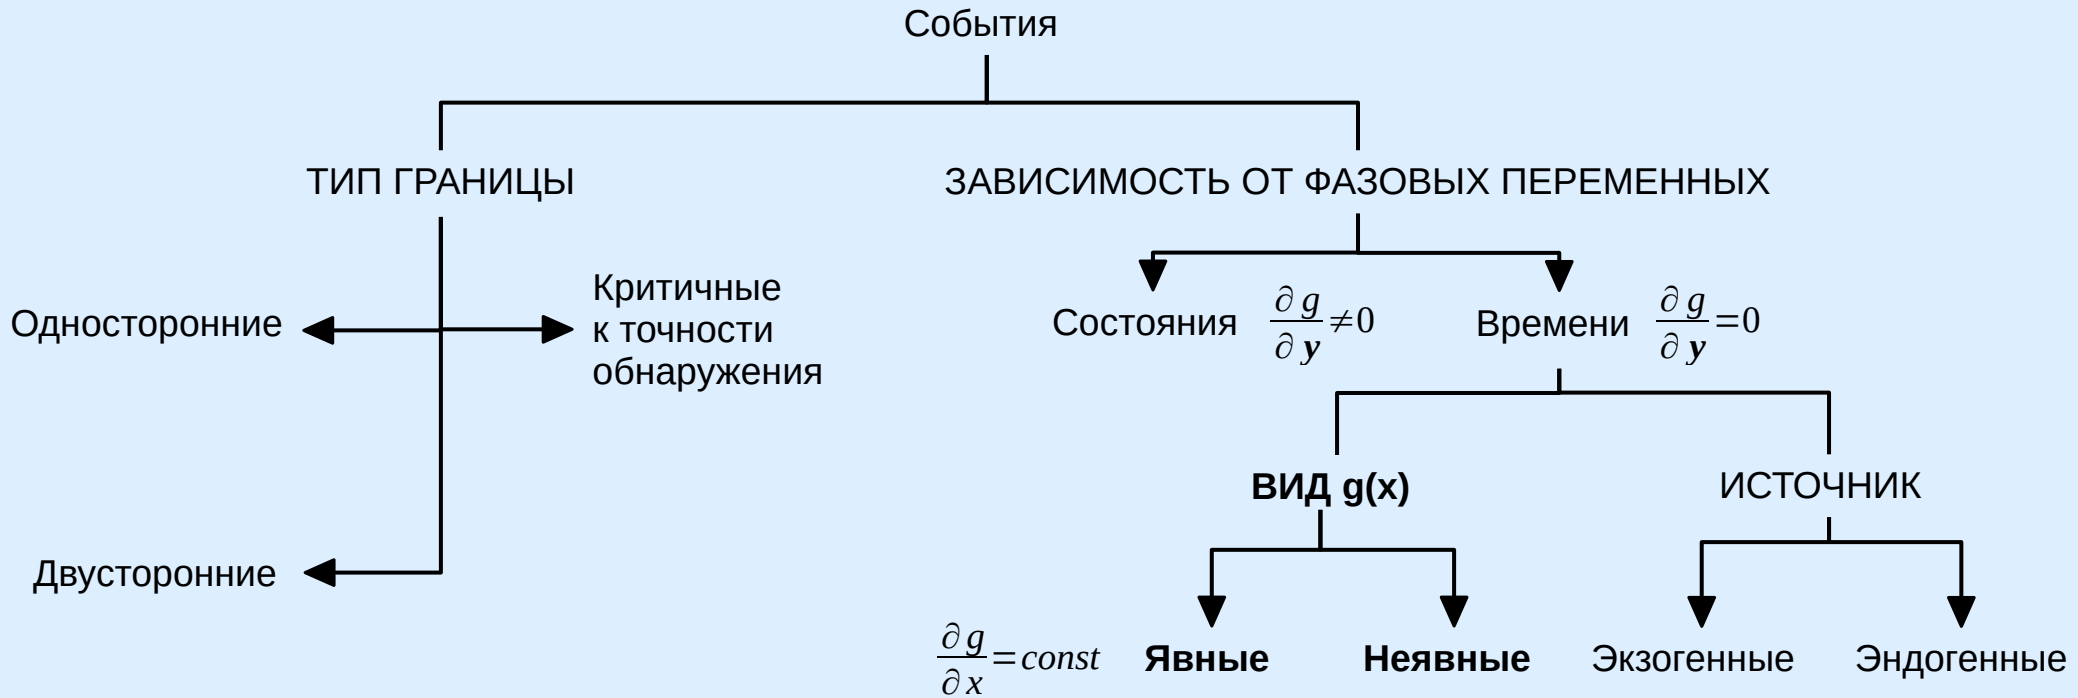 События
ТИП ГРАНИЦЫ
ЗАВИСИМОСТЬ ОТ ФАЗОВЫХ ПЕРЕМЕННЫХ
Односторонние
Критичные
к точности
обнаружения
Состояния ∂g/∂y≠0
Времени ∂g/∂y=0
ВИД g(x)
ИСТОЧНИК
Двусторонние
∂g/∂x=const
Явные
Неявные
Экзогенные
Эндогенные